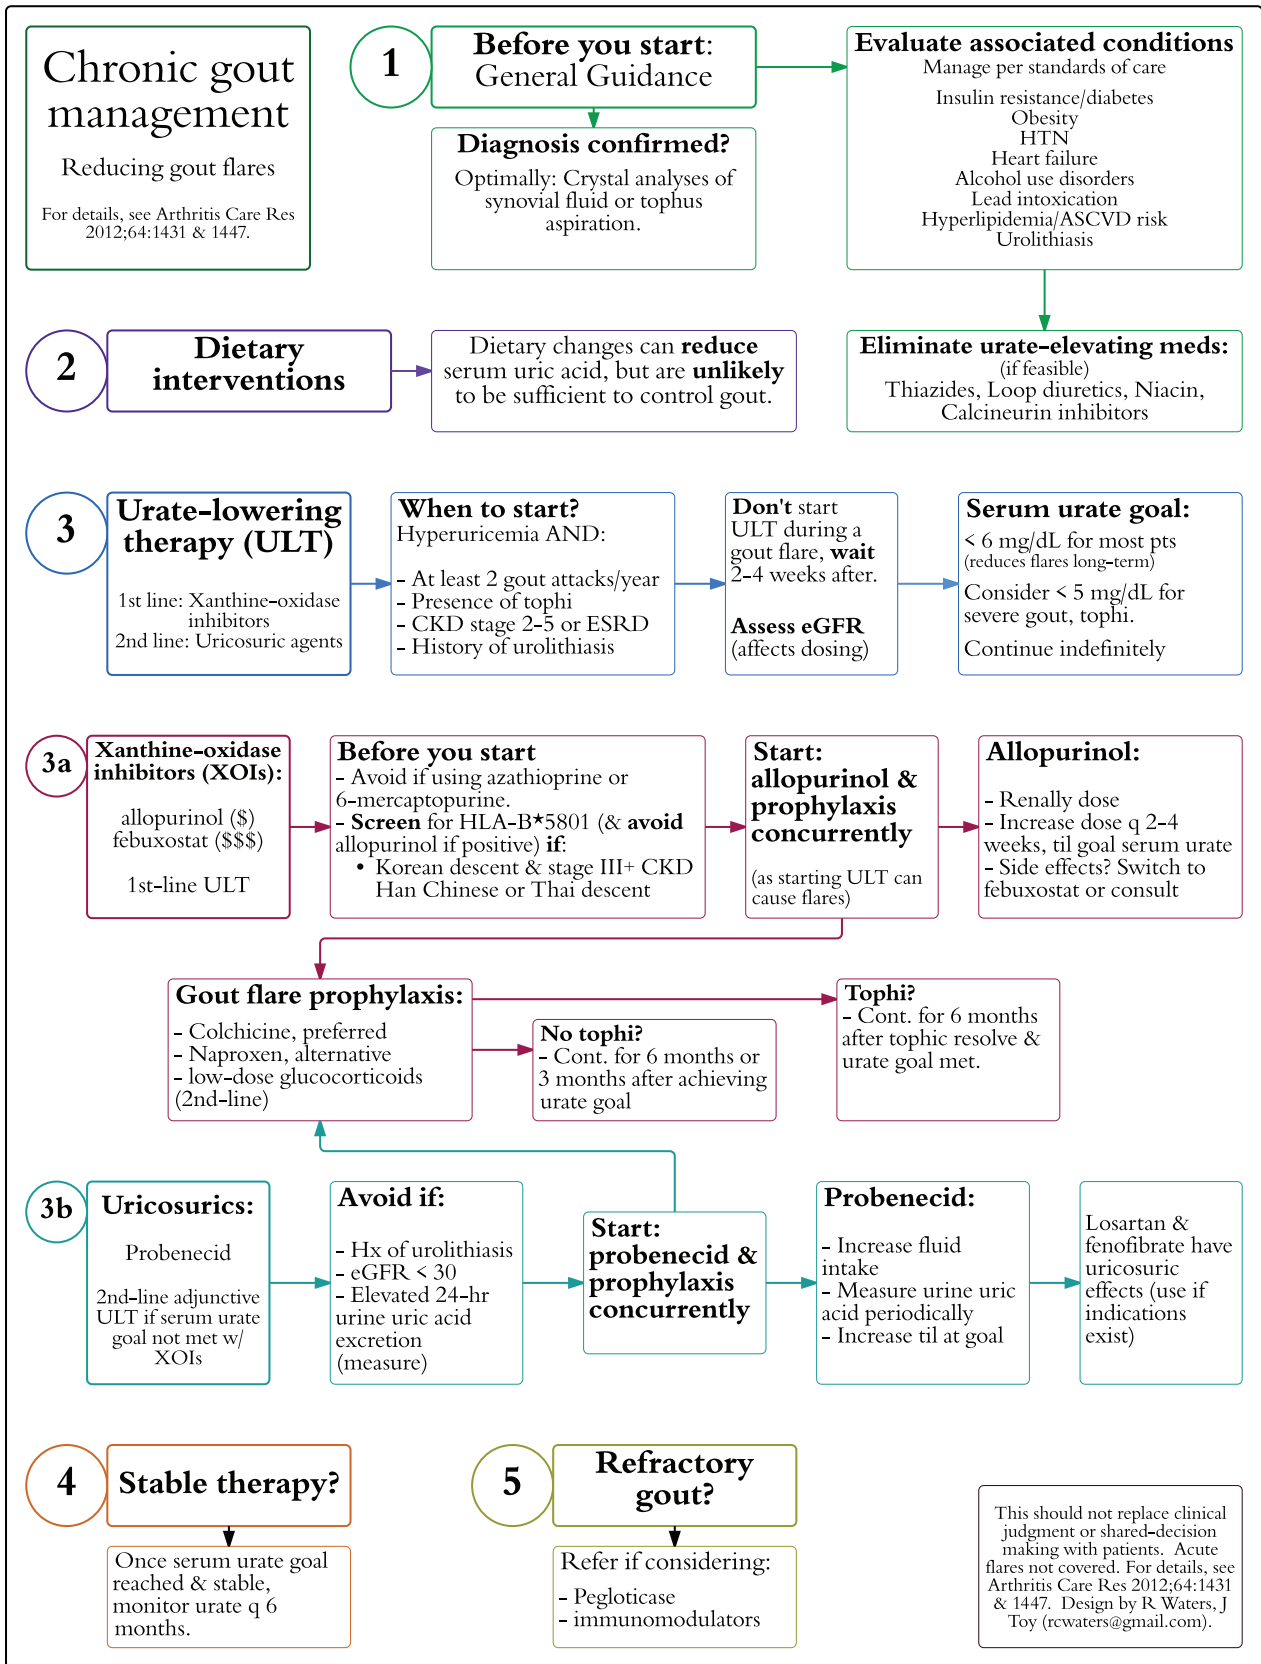 Chronic gout
management
Reducing gout flares
For details, see Arthritis Care Res
2012;64:1431 & 1447.
1
Before you start:
General Guidance
Diagnosis confirmed?
Optimally: Crystal analyses of
synovial fluid or tophus
aspiration.
Evaluate associated conditions
Manage per standards of care
Insulin resistance/diabetes
Obesity
HTN
Heart failure
Alcohol use disorders
Lead intoxication
Hyperlipidemia/ASCVD risk
Urolithiasis
Eliminate urate-elevating meds:
(if feasible)
Thiazides, Loop diuretics, Niacin,
Calcineurin inhibitors
2
Dietary
interventions
Dietary changes can reduce
serum uric acid, but are unlikely
to be sufficient to control gout.
3
Urate-lowering
therapy (ULT)
1st line: Xanthine-oxidase
inhibitors
2nd line: Uricosuric agents
When to start?
Hyperuricemia AND:
- At least 2 gout attacks/year
- Presence of tophi
- CKD stage 2-5 or ESRD
- History of urolithiasis
Don't start
ULT during a
gout flare, wait
2-4 weeks after.
Assess eGFR
(affects dosing)
Serum urate goal:
< 6 mg/dL for most pts
(reduces flares long-term)
Consider < 5 mg/dL for
severe gout, tophi.
Continue indefinitely
3a
Xanthine-oxidase
inhibitors (XOIs):
allopurinol ($)
febuxostat ($$$)
1st-line ULT
Before you start
- Avoid if using azathioprine or
6-mercaptopurine.
- Screen for HLA-B★5801 (& avoid
allopurinol if positive) if:
• Korean descent & stage III+ CKD
Han Chinese or Thai descent
Start:
allopurinol &
prophylaxis
concurrently
(as starting ULT can
cause flares)
Allopurinol:
- Renally dose
- Increase dose q 2-4
weeks, til goal serum urate
- Side effects? Switch to
febuxostat or consult
Gout flare prophylaxis:
- Colchicine, preferred
- Naproxen, alternative
- low-dose glucocorticoids
(2nd-line)
No tophi?
- Cont. for 6 months or
3 months after achieving
urate goal
Tophi?
- Cont. for 6 months
after tophic resolve &
urate goal met.
3b
Uricosurics:
Probenecid
2nd-line adjunctive
ULT if serum urate
goal not met w/
XOIs
Avoid if:
- Hx of urolithiasis
- eGFR < 30
- Elevated 24-hr
urine uric acid
excretion
(measure)
Start:
probenecid &
prophylaxis
concurrently
Probenecid:
- Increase fluid
intake
- Measure urine uric
acid periodically
- Increase til at goal
Losartan &
fenofibrate have
uricosuric
effects (use if
indications
exist)
4
Stable therapy?
Once serum urate goal
reached & stable,
monitor urate q 6
months.
5
Refractory
gout?
Refer if considering:
- Pegloticase
- immunomodulators
This should not replace clinical
judgment or shared-decision
making with patients. Acute
flares not covered. For details, see
Arthritis Care Res 2012;64:1431
& 1447. Design by R Waters, J
Toy (rcwaters@gmail.com).